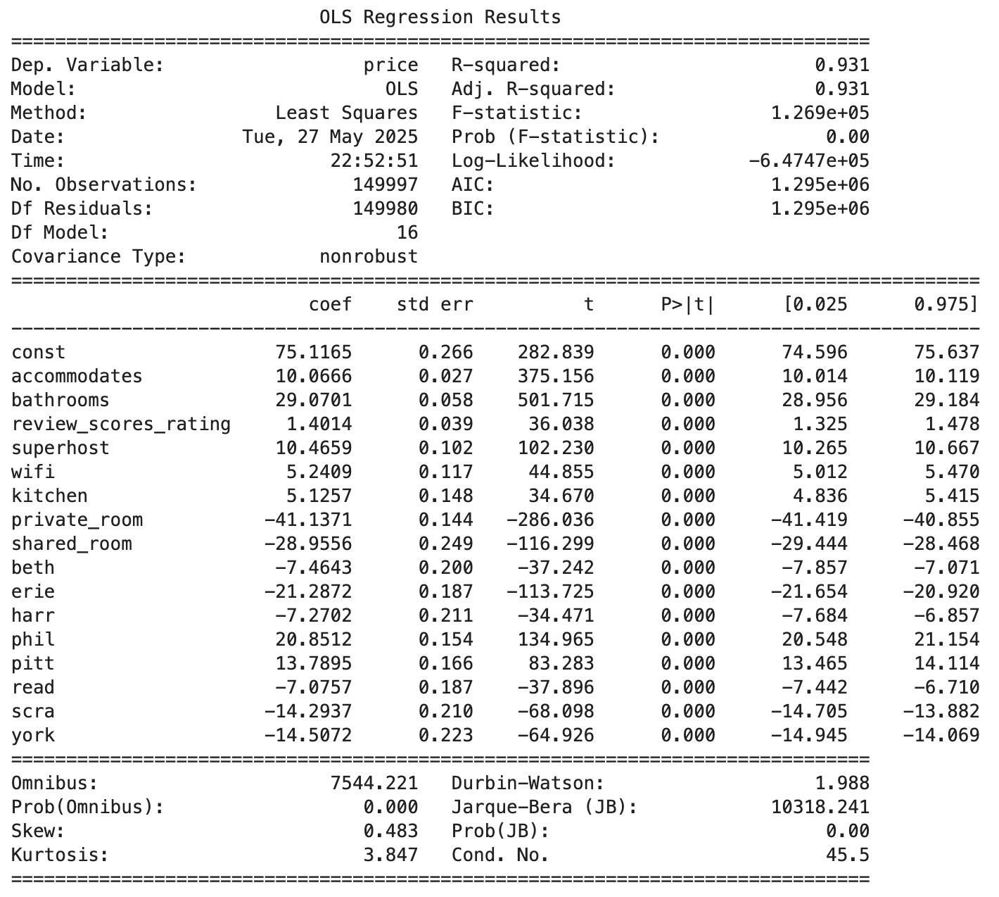 OLS Regression Results
==============================================================================
Dep. Variable: price R-squared: 0.931
Model: OLS Adj. R-squared: 0.931
Method: Least Squares F-statistic: 1.269e+05
Date: Tue, 27 May 2025 Prob (F-statistic): 0.00
Time: 22:52:51 Log-Likelihood: -6.4747e+05
No. Observations: 149997 AIC: 1.295e+06
Df Residuals: 149980 BIC: 1.295e+06
Df Model: 16
Covariance Type: nonrobust
========================================================================================
coef std err t P>|t| [0.025 0.975]
----------------------------------------------------------------------------------------
const 75.1165 0.266 282.839 0.000 74.596 75.637
accommodates 10.0666 0.027 375.156 0.000 10.014 10.119
bathrooms 29.0701 0.058 501.715 0.000 28.956 29.184
review_scores_rating 1.4014 0.039 36.038 0.000 1.325 1.478
superhost 10.4659 0.102 102.230 0.000 10.265 10.667
wifi 5.2409 0.117 44.855 0.000 5.012 5.470
kitchen 5.1257 0.148 34.670 0.000 4.836 5.415
private_room -41.1371 0.144 -286.036 0.000 -41.419 -40.855
shared_room -28.9556 0.249 -116.299 0.000 -29.444 -28.468
beth -7.4643 0.200 -37.242 0.000 -7.857 -7.071
erie -21.2872 0.187 -113.725 0.000 -21.654 -20.920
harr -7.2702 0.211 -34.471 0.000 -7.684 -6.857
phil 20.8512 0.154 134.965 0.000 20.548 21.154
pitt 13.7895 0.166 83.283 0.000 13.465 14.114
read -7.0757 0.187 -37.896 0.000 -7.442 -6.710
scra -14.2937 0.210 -68.098 0.000 -14.705 -13.882
york -14.5072 0.223 -64.926 0.000 -14.945 -14.069
==============================================================================
Omnibus: 7544.221 Durbin-Watson: 1.988
Prob(Omnibus): 0.000 Jarque-Bera (JB): 10318.241
Skew: 0.483 Prob(JB): 0.00
Kurtosis: 3.847 Cond. No. 45.5
==============================================================================